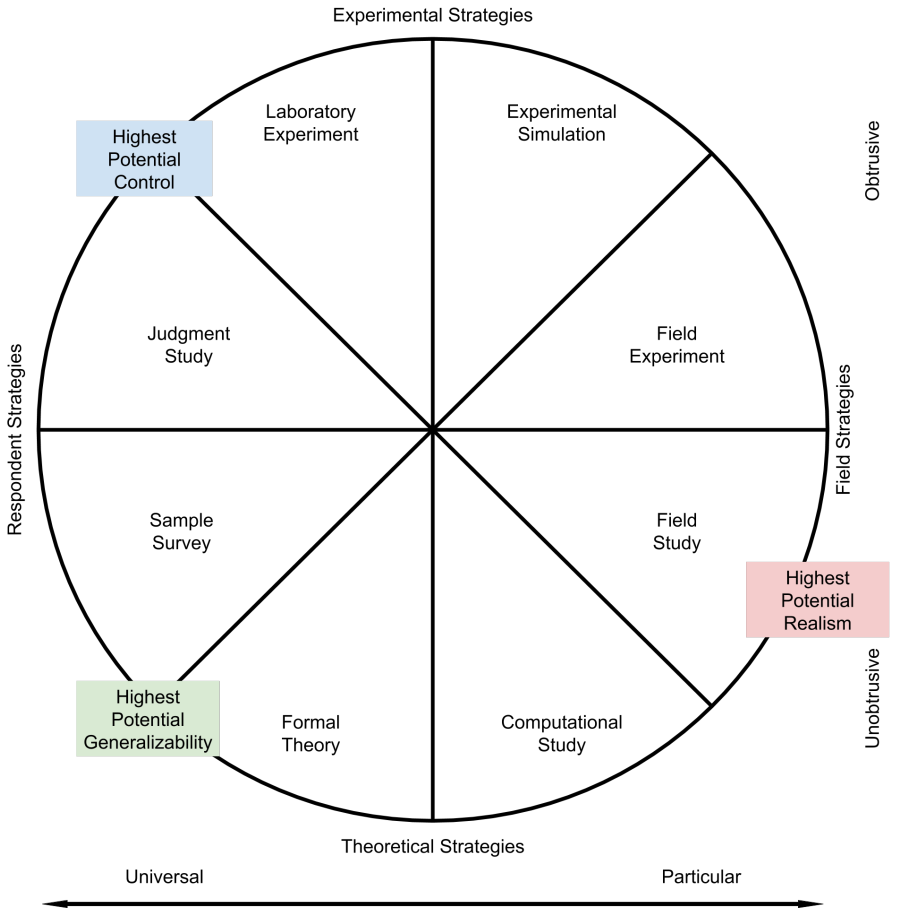 Experimental Strategies
Laboratory
Experiment
Experimental
Simulation
Obtrusive
Highest
Potential
Control
Judgment
Study
Field
Experiment
Respondent Strategies
Field Strategies
Sample
Survey
Field
Study
Highest
Potential
Realism
Unobtrusive
Highest
Potential
Generalizability
Formal
Theory
Computational
Study
Theoretical Strategies
Universal
Particular